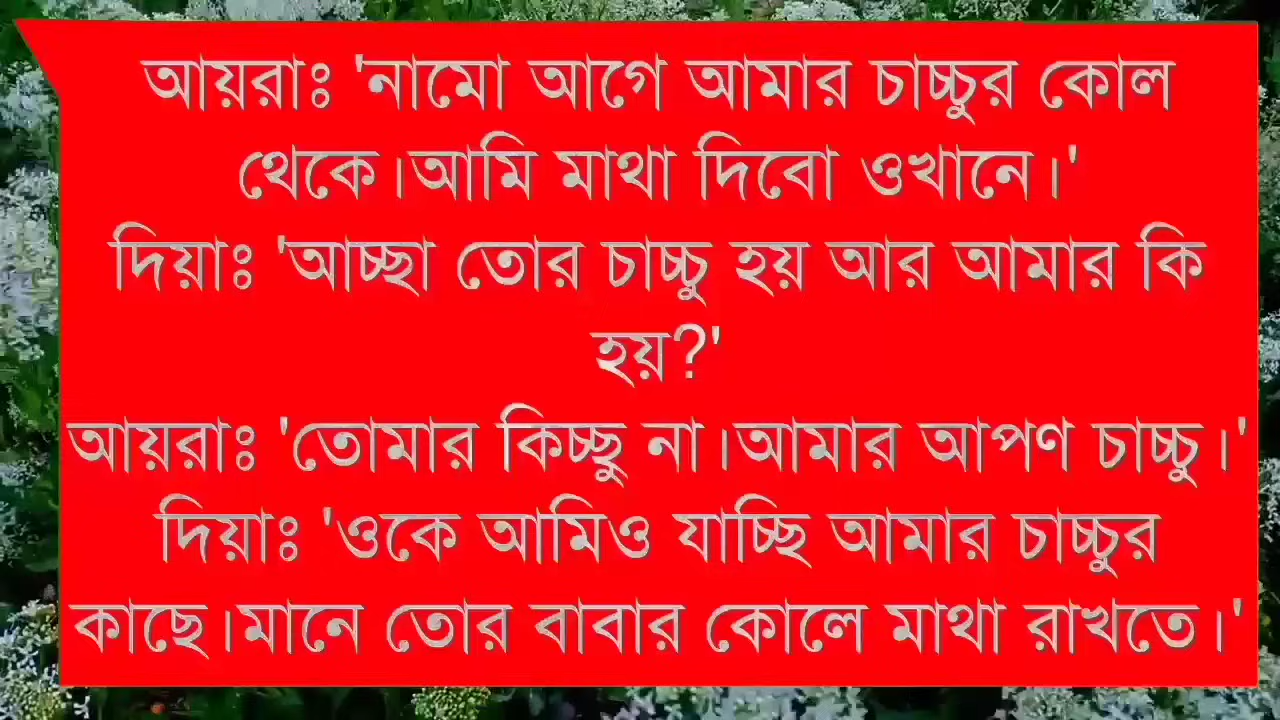 আয়রাঃ 'নামো আগে আমার চাচ্চুর কোল
থেকে।আমি মাথা দিবো ওখানে।'
দিয়াঃ 'আচ্ছা তোর চাচ্চু হয় আর আমার কি
হয়?'
আয়রাঃ 'তোমার কিচ্ছু না।আমার আপণ চাচ্চু।'
দিয়াঃ 'ওকে আমিও যাচ্ছি আমার চাচ্চুর
কাছে।মানে তোর বাবার কোলে মাথা রাখতে।'